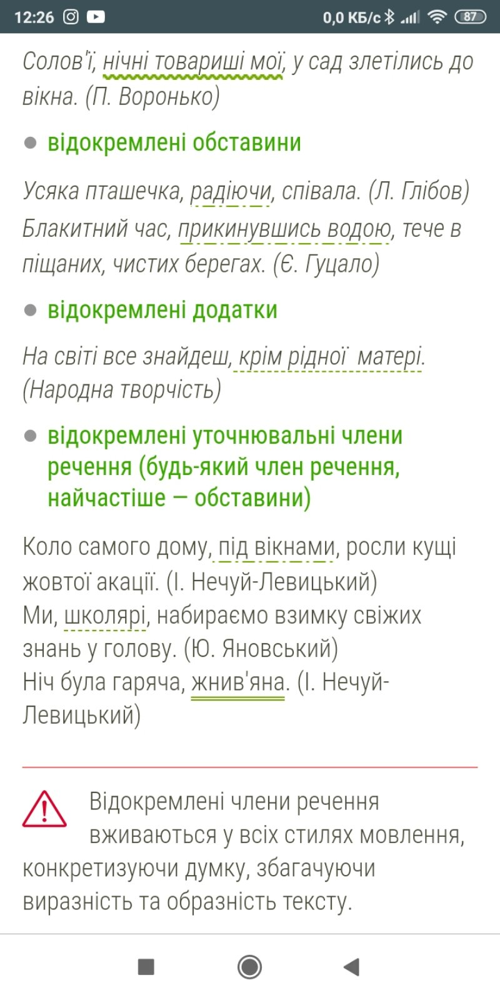 12:26 0,0 КБ/с 87
Солов'ї, нічні товариші мої, у сад злетілись до
вікна. (П. Воронько)
відокремлені обставини
Усяка пташечка, радіючи, співала. (Л. Глібов)
Блакитний час, прикинувшись водою, тече в
піщаних, чистих берегах. (Є. Гуцало)
відокремлені додатки
На світі все знайдеш, крім рідної матері.
(Народна творчість)
відокремлені уточнювальні члени
речення (будь-який член речення,
найчастіше — обставини)
Коло самого дому, під вікнами, росли кущі
жовтої акації. (І. Нечуй-Левицький)
Ми, школярі, набираємо взимку свіжих
знань у голову. (Ю. Яновський)
Ніч була гаряча, жнив'яна. (І. Нечуй-
Левицький)
Відокремлені члени речення
вживаються у всіх стилях мовлення,
конкретизуючи думку, збагачуючи
виразність та образність тексту.